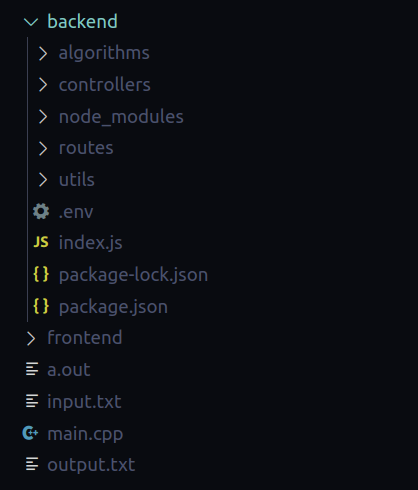 backend
algorithms
controllers
node_modules
routes
utils
.env
JS index.js
{ } package-lock.json
{ } package.json
frontend
a.out
input.txt
C++ main.cpp
output.txt